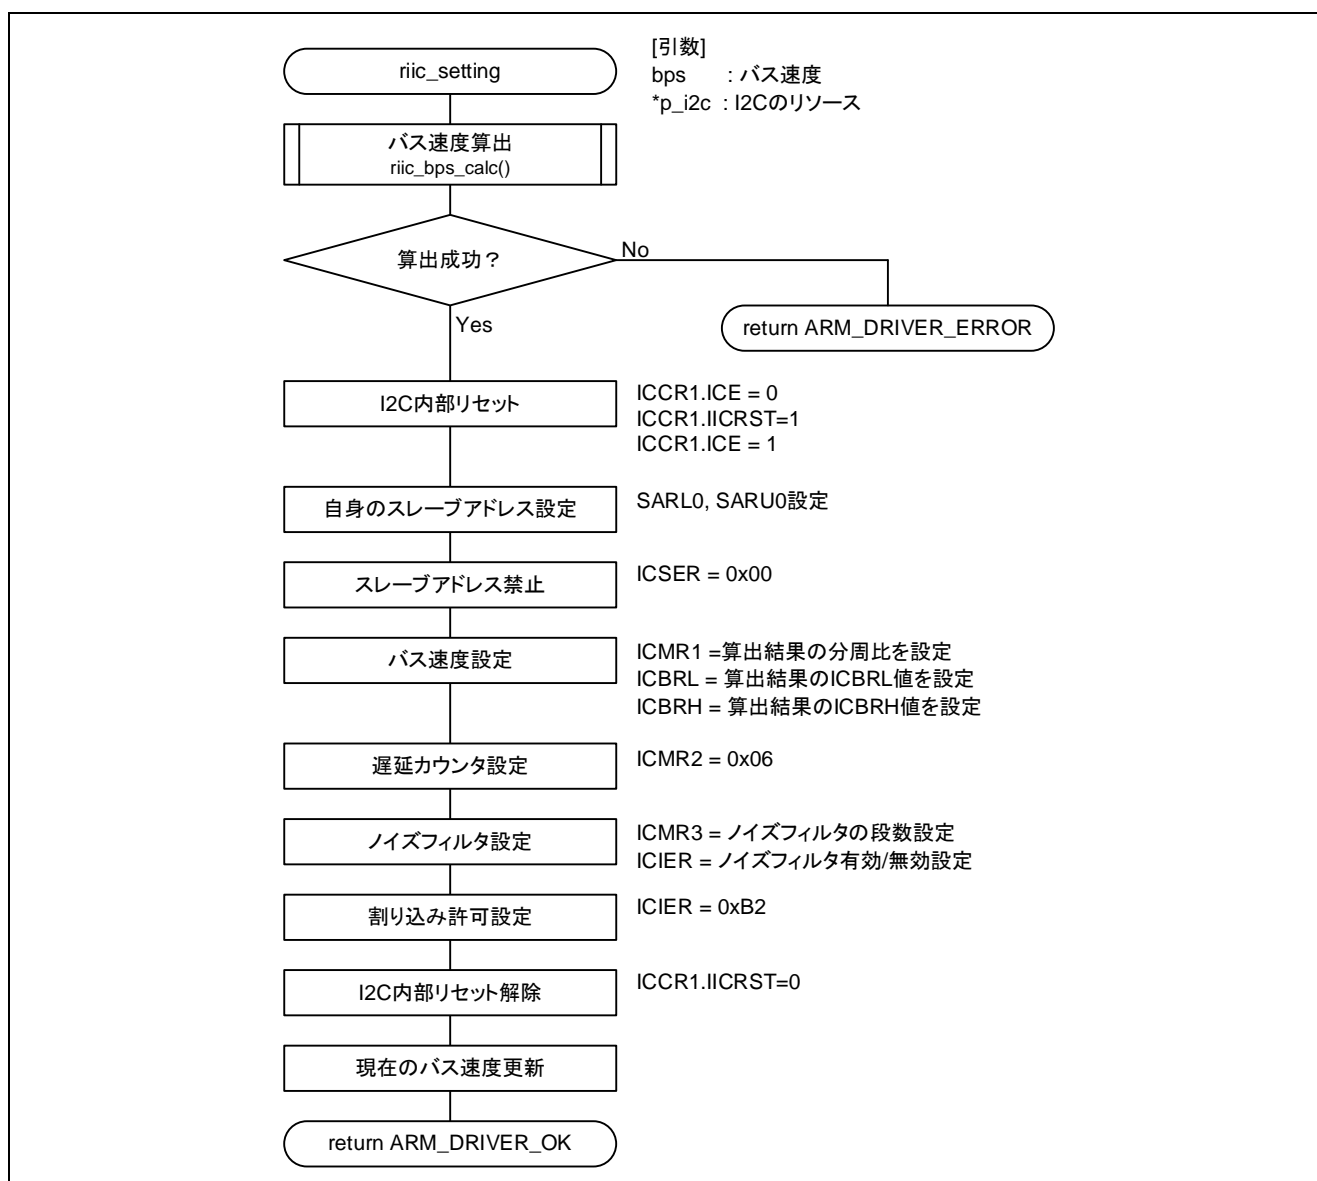 riic_setting
[引数]
bps : バス速度
*p_i2c : I2Cのリソース
バス速度算出
riic_bps_calc()
算出成功？
No
Yes
return ARM_DRIVER_ERROR
I2C内部リセット
ICCR1.ICE = 0
ICCR1.IICRST=1
ICCR1.ICE = 1
自身のスレーブアドレス設定
SARL0, SARU0設定
スレーブアドレス禁止
ICSER = 0x00
バス速度設定
ICMR1 =算出結果の分周比を設定
ICBRL = 算出結果のICBRL値を設定
ICBRH = 算出結果のICBRH値を設定
遅延カウンタ設定
ICMR2 = 0x06
ノイズフィルタ設定
ICMR3 = ノイズフィルタの段数設定
ICIER = ノイズフィルタ有効/無効設定
割り込み許可設定
ICIER = 0xB2
I2C内部リセット解除
ICCR1.IICRST=0
現在のバス速度更新
return ARM_DRIVER_OK